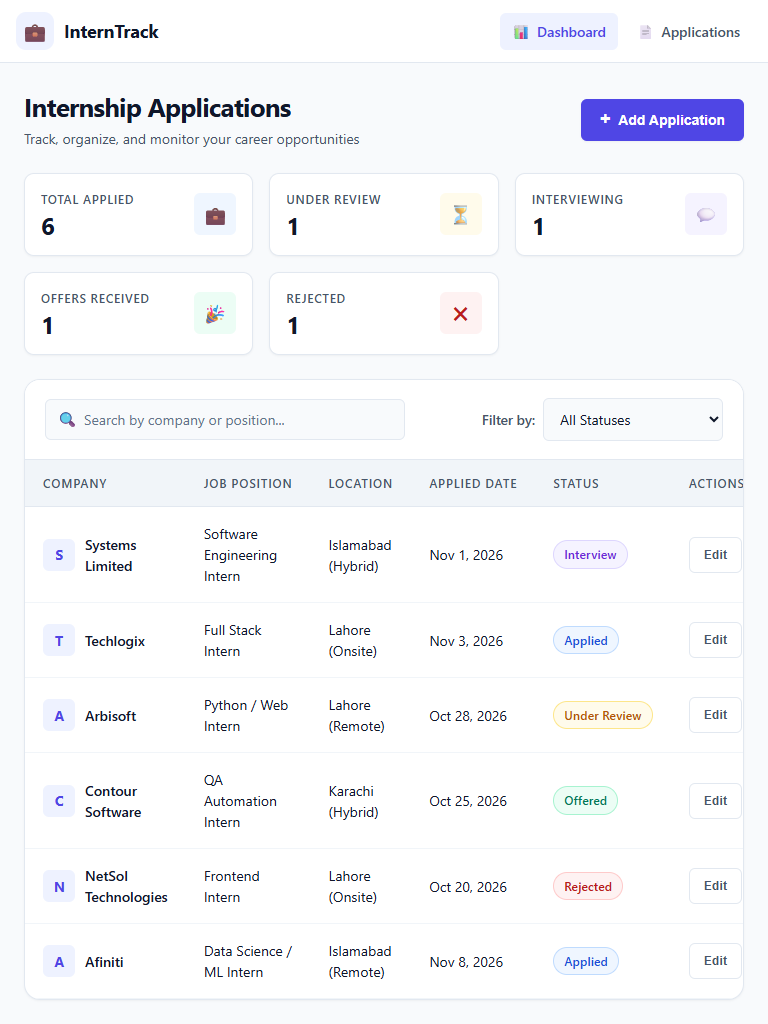 InternTrack
Dashboard
Applications
Internship Applications
Track, organize, and monitor your career opportunities
+ Add Application
TOTAL APPLIED
6
UNDER REVIEW
1
INTERVIEWING
1
OFFERS RECEIVED
1
REJECTED
1
Search by company or position...
Filter by:
All Statuses
COMPANY JOB POSITION LOCATION APPLIED DATE STATUS ACTIONS
S
Systems
Limited
Software
Engineering
Intern
Islamabad
(Hybrid)
Nov 1, 2026
Interview
Edit
T
Techlogix
Full Stack
Intern
Lahore
(Onsite)
Nov 3, 2026
Applied
Edit
A
Arbisoft
Python / Web
Intern
Lahore
(Remote)
Oct 28, 2026
Under Review
Edit
C
Contour
Software
QA
Automation
Intern
Karachi
(Hybrid)
Oct 25, 2026
Offered
Edit
N
NetSol
Technologies
Frontend
Intern
Lahore
(Onsite)
Oct 20, 2026
Rejected
Edit
A
Afiniti
Data Science /
ML Intern
Islamabad
(Remote)
Nov 8, 2026
Applied
Edit